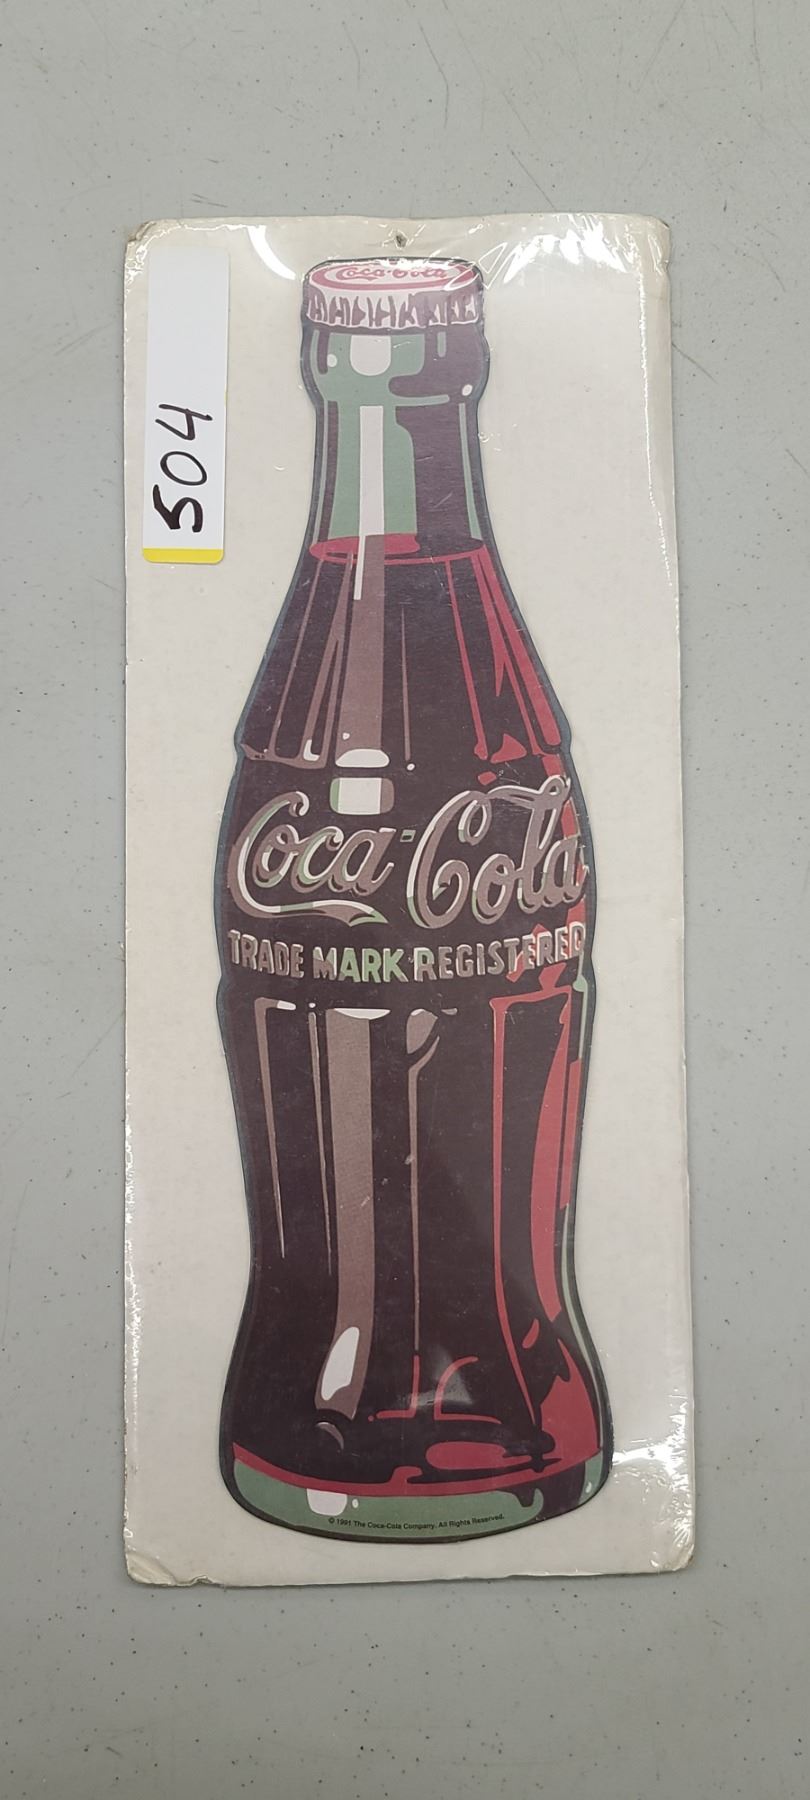 504
Coca-Cola
Coca-Cola
TRADE MARK REGISTERED
© 1991 The Coca-Cola Company. All Rights Reserved.